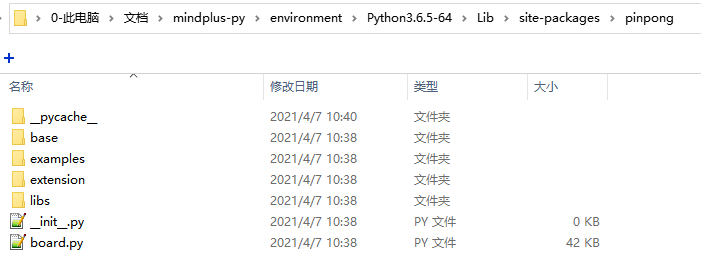 0-此电脑 > 文档 > mindplus-py > environment > Python3.6.5-64 > Lib > site-packages > pinpong
名称 修改日期 类型 大小
__pycache__ 2021/4/7 10:40 文件夹
base 2021/4/7 10:38 文件夹
examples 2021/4/7 10:38 文件夹
extension 2021/4/7 10:38 文件夹
libs 2021/4/7 10:38 文件夹
__init__.py 2021/4/7 10:38 PY 文件 0 KB
board.py 2021/4/7 10:38 PY 文件 42 KB